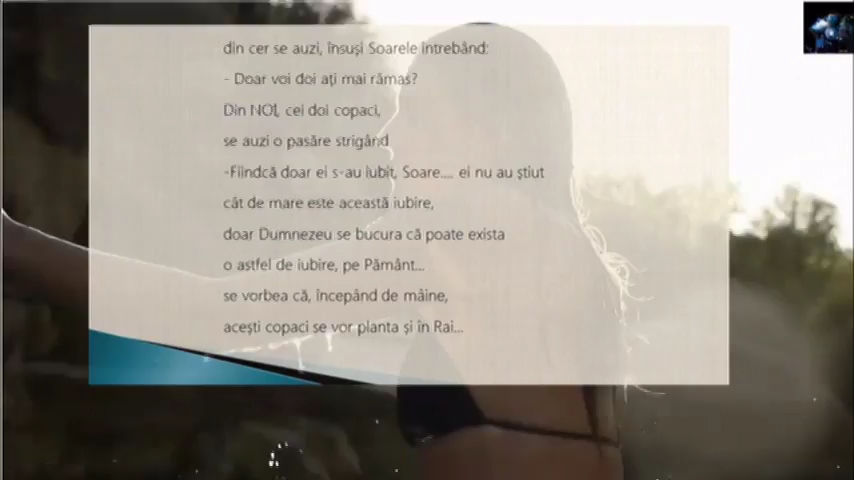 din cer se auzi, însuși Soarele întrebând:
- Doar voi doi ați mai rămas?
Din NOI, cei doi copaci,
se auzi o pasăre strigând
-Fiindcă doar ei s-au iubit, Soare.... ei nu au știut
cât de mare este această iubire,
doar Dumnezeu se bucura că poate exista
o astfel de iubire, pe Pământ...
se vorbea că, începând de mâine,
acești copaci se vor planta și în Rai...